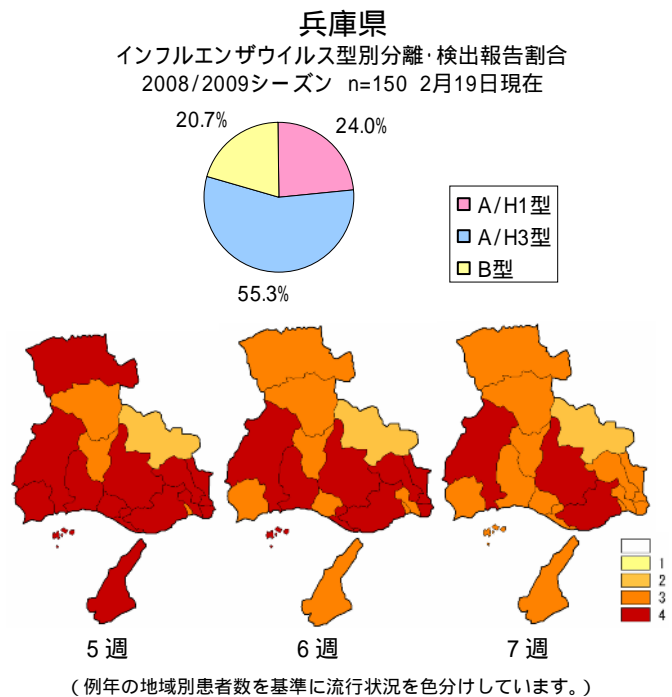 兵庫県
インフルエンザウイルス型別分離・検出報告割合
2008/2009シーズン n=150 2月19日現在
20.7%
24.0%
A/H1型
A/H3型
B型
55.3%
1
2
3
4
5週
6週
7週
(例年の地域別患者数を基準に流行状況を色分けしています。)